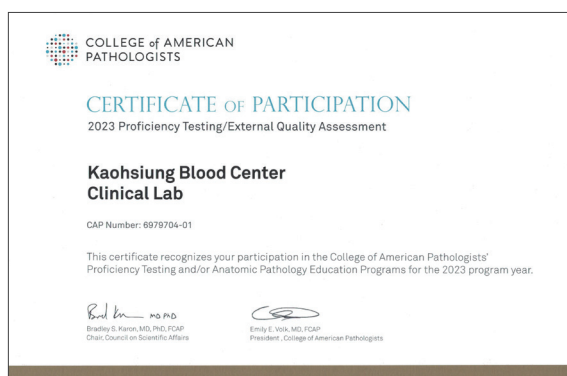 COLLEGE of AMERICAN
PATHOLOGISTS
CERTIFICATE OF PARTICIPATION
2023 Proficiency Testing/External Quality Assessment
Kaohsiung Blood Center
Clinical Lab
CAP Number: 6979704-01
This certificate recognizes your participation in the College of American Pathologists'
Proficiency Testing and/or Anatomic Pathology Education Programs for the 2023 program year.
MD PhD
Bradley S. Karon, MD, PhD, FCAP
Chair, Council on Scientific Affairs
Emily E. Volk, MD, FCAP
President , College of American Pathologists